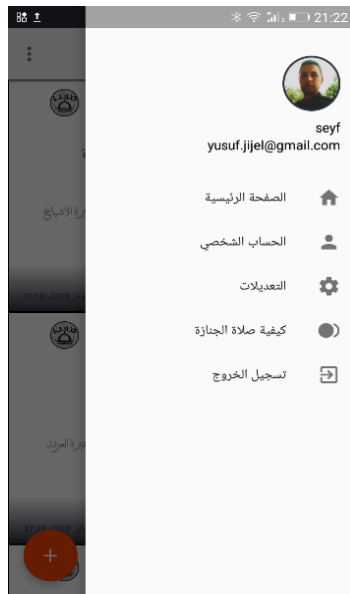 21:22
seyf
yusuf.jijel@gmail.com
الصفحة الرئيسية
الحساب الشخصي
التعديلات
كيفية صلاة الجنازة
تسجيل الخروج
+